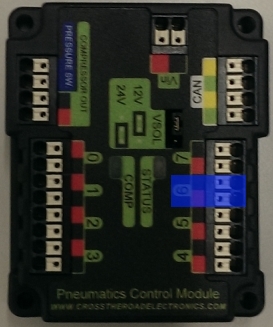 PRESSURE SW
COMPRESSOR OUT
Vin
CAN
24V
12V
VSOL
0
1
2
3
COMP
STATUS
7
6
5
4
Pneumatics Control Module
WWW.CROSSTHEROADELECTRONICS.COM